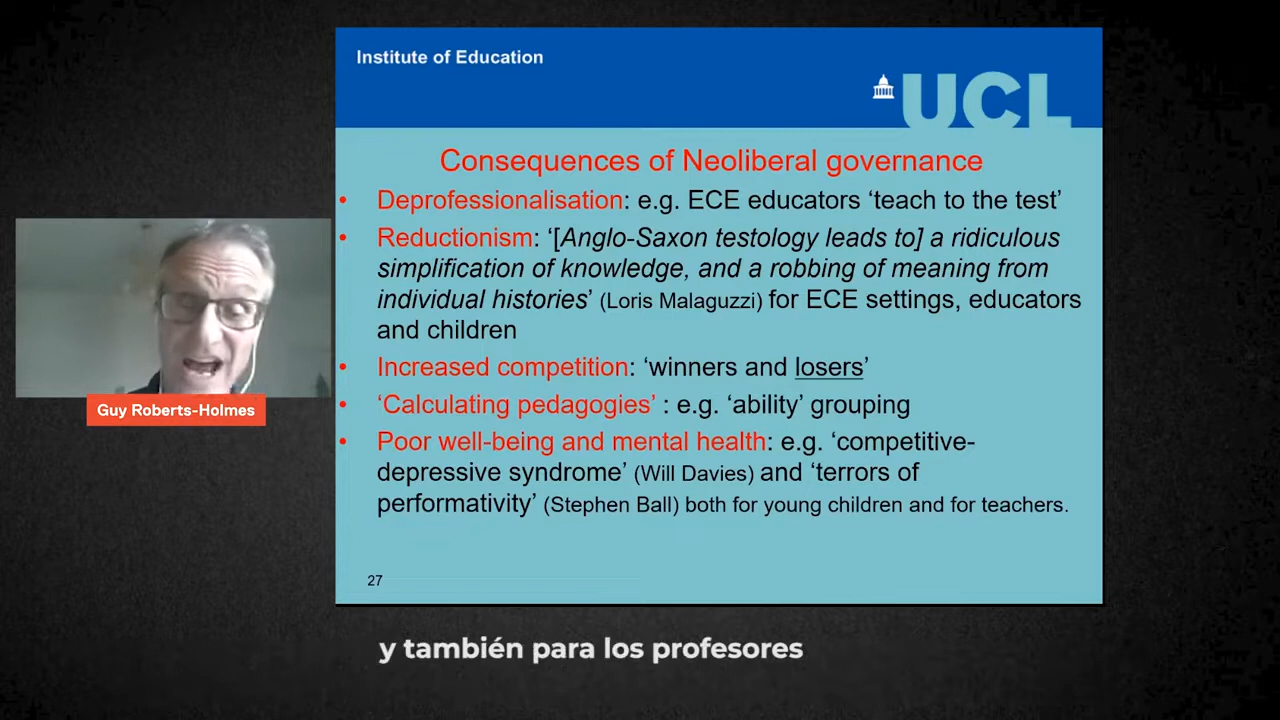 Institute of Education
UCL
Consequences of Neoliberal governance
• Deprofessionalisation: e.g. ECE educators ‘teach to the test’
• Reductionism: ‘[Anglo-Saxon testology leads to] a ridiculous
simplification of knowledge, and a robbing of meaning from
individual histories’ (Loris Malaguzzi) for ECE settings, educators
and children
• Increased competition: ‘winners and losers’
• ‘Calculating pedagogies’ : e.g. ‘ability’ grouping
• Poor well-being and mental health: e.g. ‘competitive-
depressive syndrome’ (Will Davies) and ‘terrors of
performativity’ (Stephen Ball) both for young children and for teachers.
27
Guy Roberts-Holmes
y también para los profesores